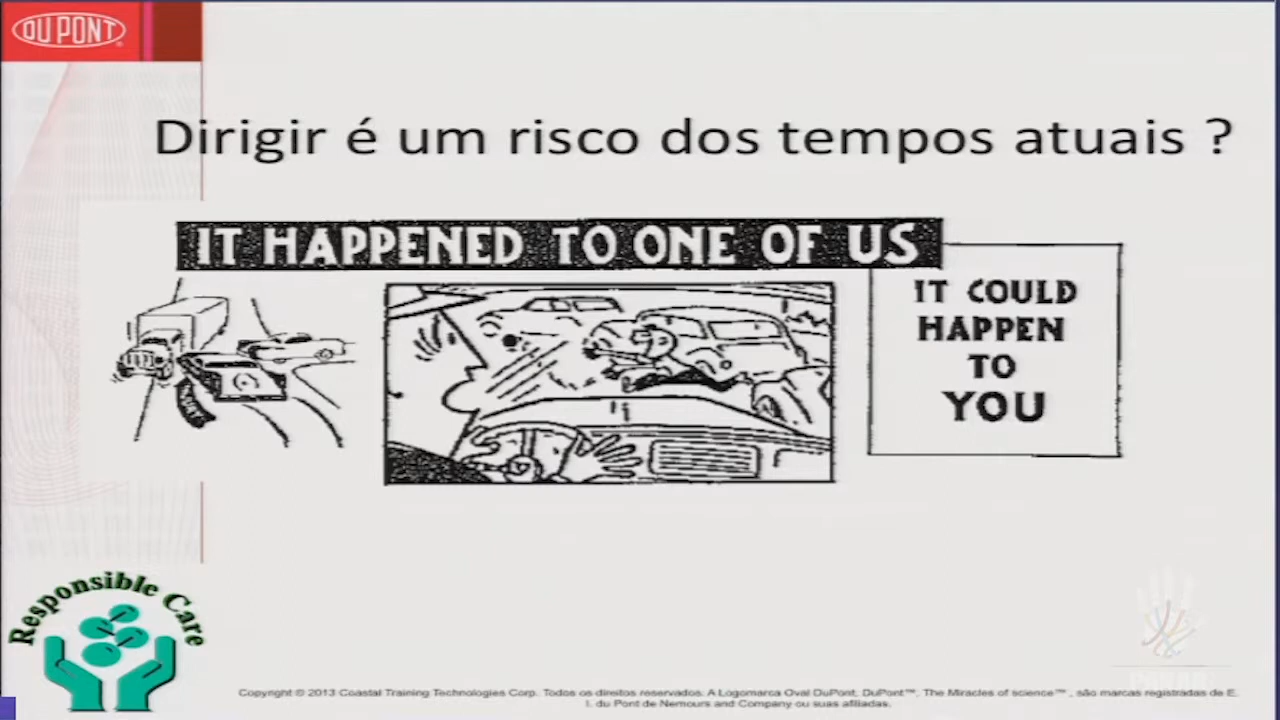 DU PONT
Dirigir é um risco dos tempos atuais ?
IT HAPPENED TO ONE OF US
IT COULD
HAPPEN
TO
YOU
Responsible Care
Copyright © 2013 Coastal Training Technologies Corp. Todos os direitos reservados. A Logomarca Oval DuPont, DuPont™, The Miracles of science™ , são marcas registradas de E.
I. du Pont de Nemours and Company ou suas afiliadas.